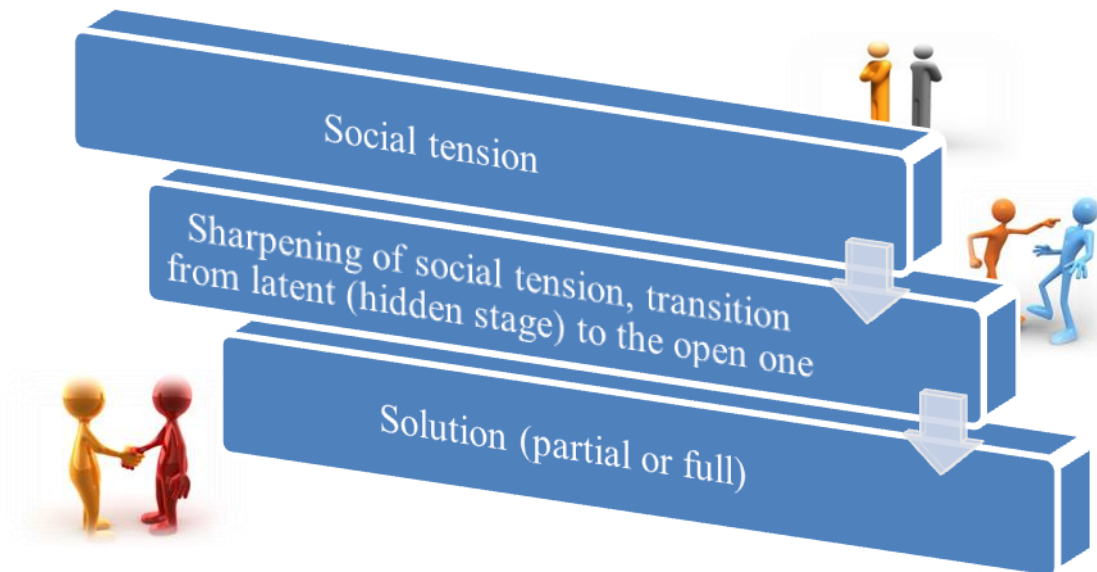 Social tension
Sharpening of social tension, transition
from latent (hidden stage) to the open one
Solution (partial or full)